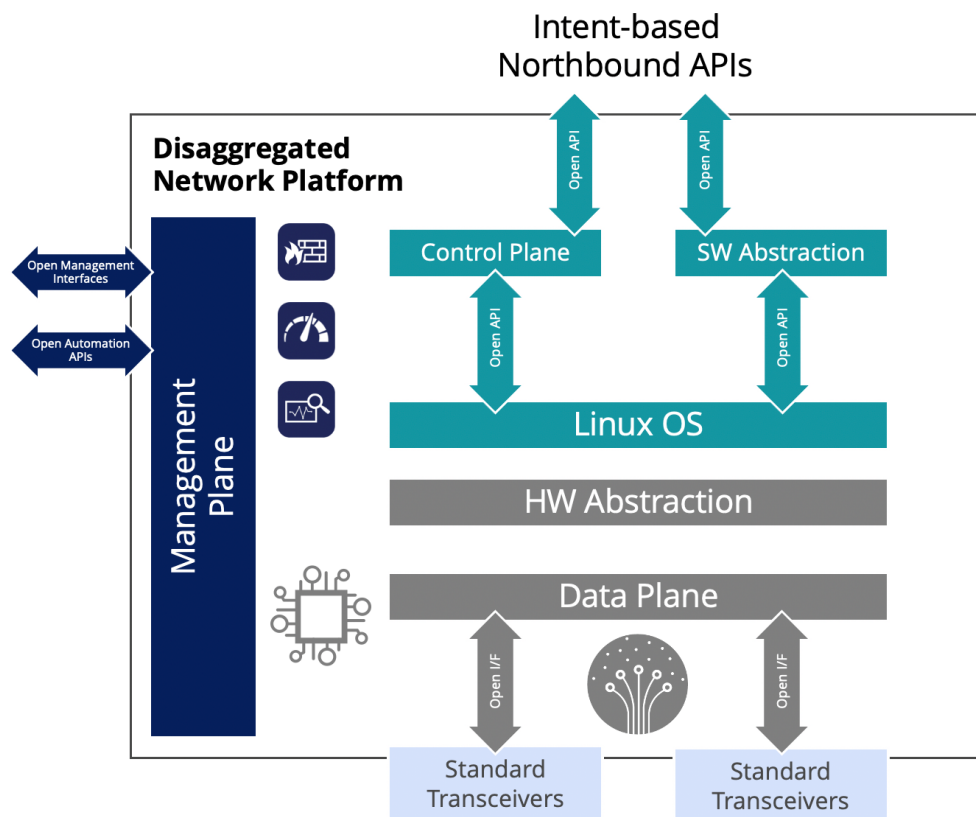 Intent-based
Northbound APIs
Open API
Open API
Disaggregated
Network Platform
Control Plane
SW Abstraction
Open Management
Interfaces
Open Automation
APIs
Management
Plane
Open API
Open API
Linux OS
HW Abstraction
Data Plane
Open I/F
Open I/F
Standard
Transceivers
Standard
Transceivers